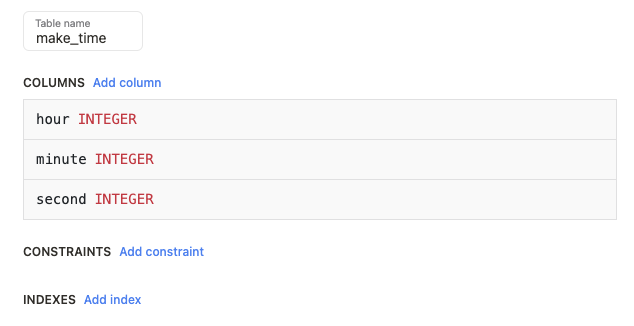 Table name
make_time
COLUMNS Add column
hour INTEGER
minute INTEGER
second INTEGER
CONSTRAINTS Add constraint
INDEXES Add index